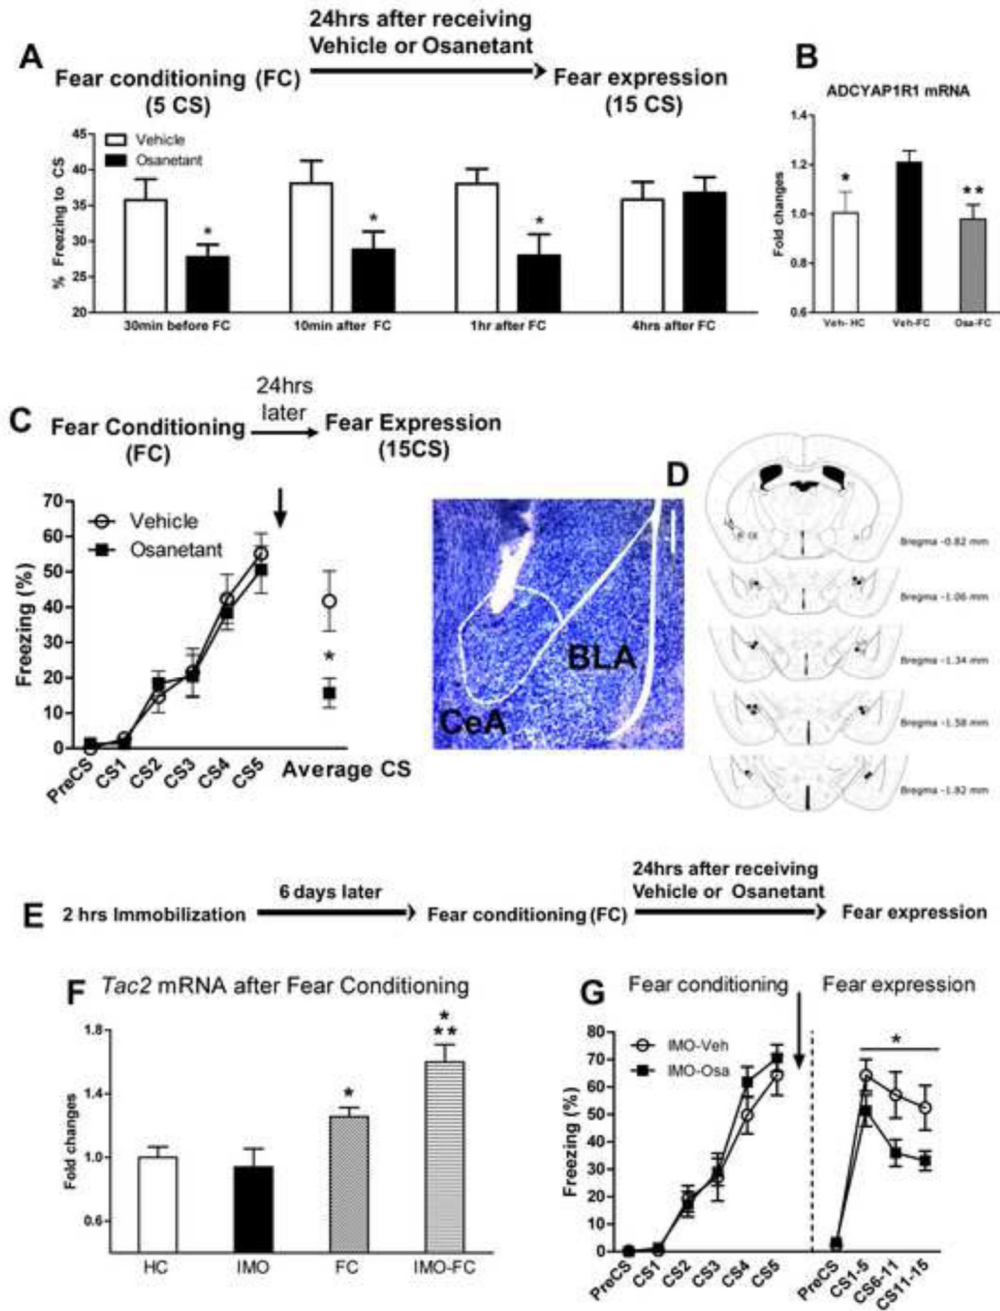 24hrs after receiving
Vehicle or Osanetant
A
Fear conditioning (FC)
(5 CS)
Fear expression
(15 CS)
45
40
35
30
25
20
% Freezing to CS
Vehicle
Osanetant
*
*
*
30min before FC
10min after FC
1hr after FC
4hrs after FC
B
ADCYAP1R1 mRNA
1.4
1.2
1.0
0.8
0.6
Fold changes
*
**
Veh- HC
Veh-FC
Osa-FC
C
Fear Conditioning
(FC)
24hrs
later
Fear Expression
(15CS)
70
60
50
40
30
20
10
0
Freezing (%)
Vehicle
Osanetant
*
PreCS
CS1
CS2
CS3
CS4
CS5
Average CS
BLA
CeA
D
Bregma -0.82 mm
Bregma -1.06 mm
Bregma -1.34 mm
Bregma -1.58 mm
Bregma -1.82 mm
E
2 hrs Immobilization
6 days later
Fear conditioning (FC)
24hrs after receiving
Vehicle or Osanetant
Fear expression
F
Tac2 mRNA after Fear Conditioning
1.8
1.4
1.0
0.6
Fold changes
*
*
**
HC
IMO
FC
IMO-FC
G
Fear conditioning
Fear expression
80
70
60
50
40
30
20
10
0
Freezing (%)
IMO-Veh
IMO-Osa
*
PreCS
CS1
CS2
CS3
CS4
CS5
PreCS
CS1-5
CS6-11
CS11-15